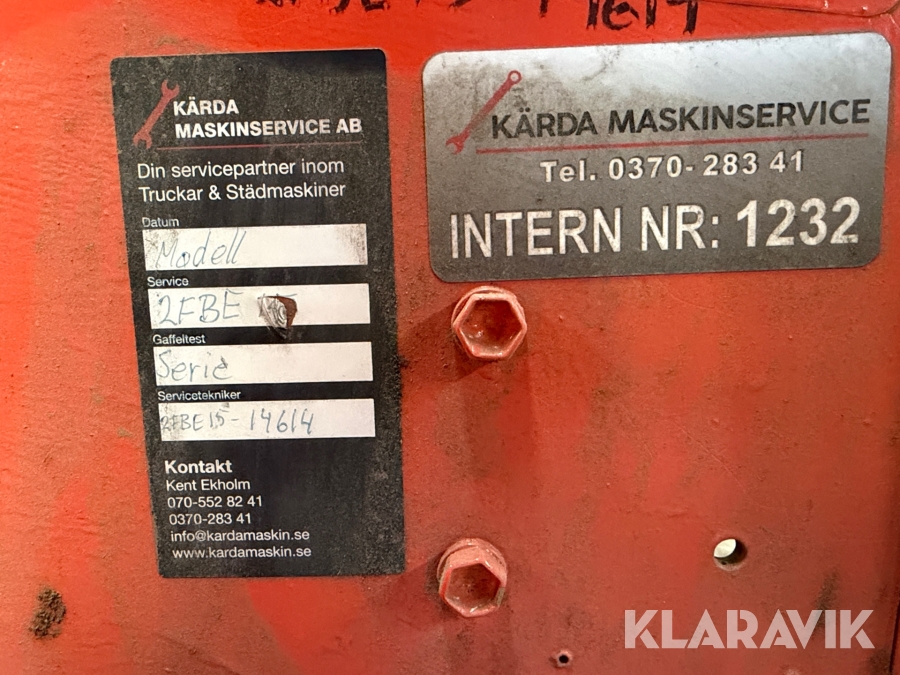 KÄRDA
MASKINSERVICE AB
Din servicepartner inom
Truckar & Städmaskiner
Datum
Modell
Service
2FBE
Gaffeltest
Serie
Servicetekniker
2FBE15-14614
Kontakt
Kent Ekholm
070-552 82 41
0370-283 41
info@kardamaskin.se
www.kardamaskin.se
KÄRDA MASKINSERVICE
Tel. 0370-283 41
INTERN NR: 1232
KLARAVIK